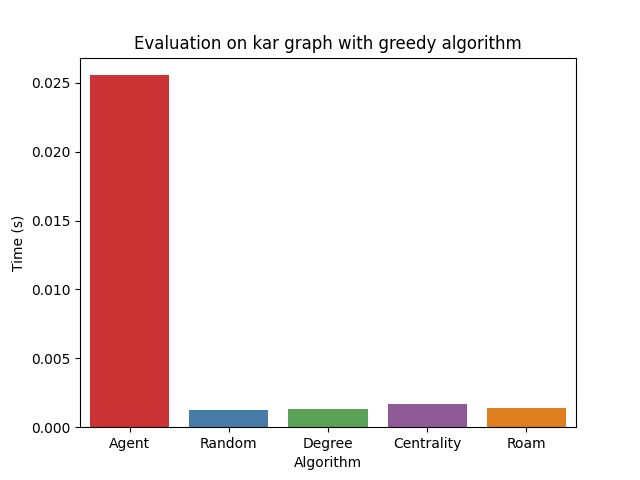 Evaluation on kar graph with greedy algorithm
Time (s)
0.025
0.020
0.015
0.010
0.005
0.000
Agent Random Degree Centrality Roam
Algorithm